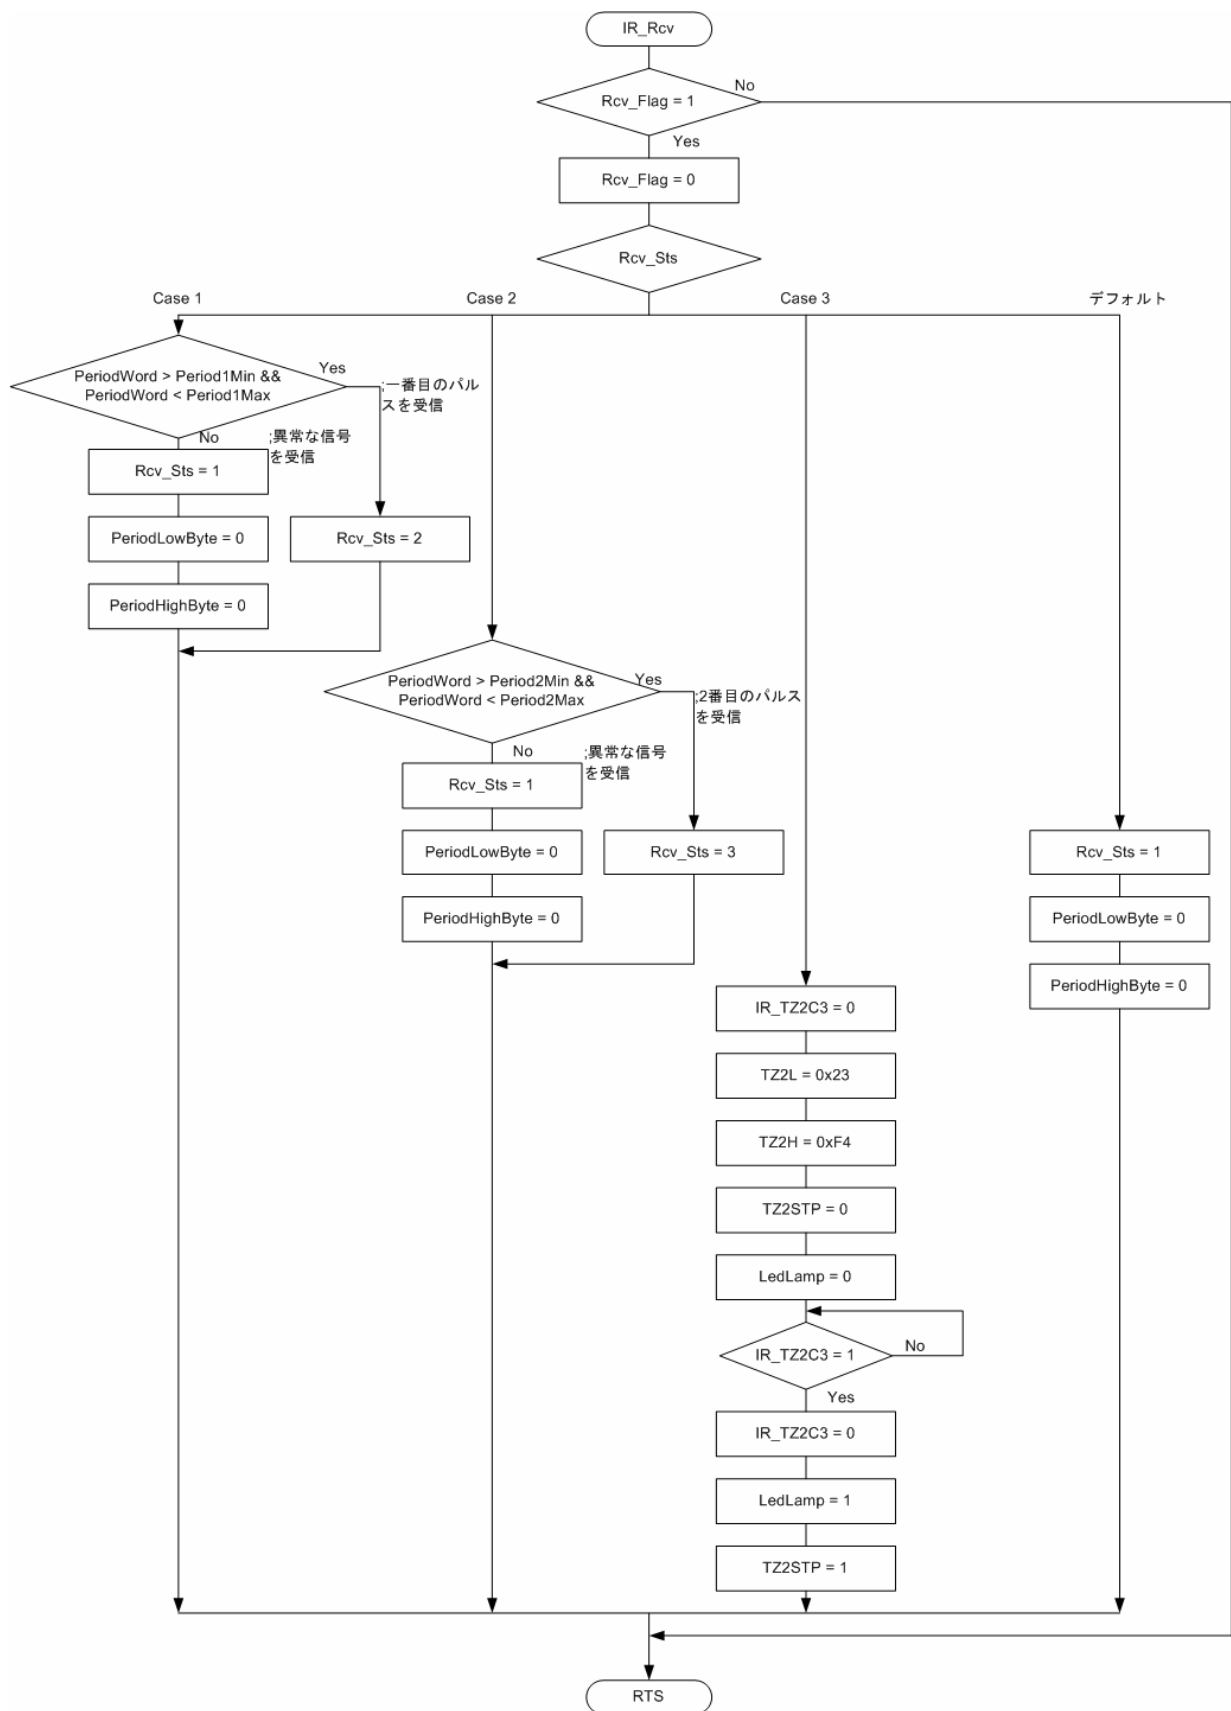 IR_Rcv
Rcv_Flag = 1
No
Yes
Rcv_Flag = 0
Rcv_Sts
Case 1
Case 2
Case 3
デフォルト
PeriodWord > Period1Min &&
PeriodWord < Period1Max
Yes
;一番目のパル
スを受信
No
;異常な信号
を受信
Rcv_Sts = 1
PeriodLowByte = 0
Rcv_Sts = 2
PeriodHighByte = 0
PeriodWord > Period2Min &&
PeriodWord < Period2Max
Yes
;2番目のパルス
を受信
No
;異常な信号
を受信
Rcv_Sts = 1
PeriodLowByte = 0
Rcv_Sts = 3
PeriodHighByte = 0
Rcv_Sts = 1
PeriodLowByte = 0
PeriodHighByte = 0
IR_TZ2C3 = 0
TZ2L = 0x23
TZ2H = 0xF4
TZ2STP = 0
LedLamp = 0
IR_TZ2C3 = 1
No
Yes
IR_TZ2C3 = 0
LedLamp = 1
TZ2STP = 1
RTS